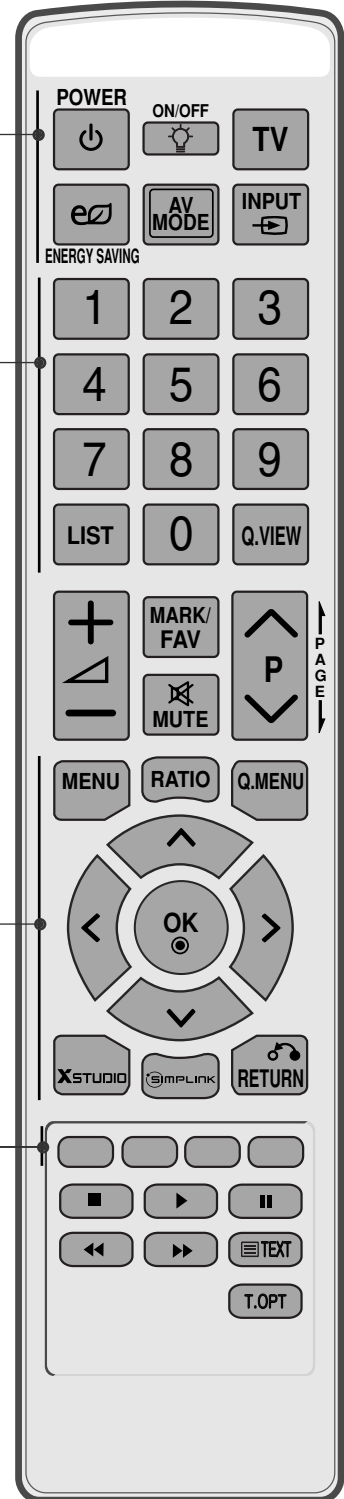 POWER
ON/OFF
TV
ENERGY SAVING
AV
MODE
INPUT
1 2 3
4 5 6
7 8 9
LIST 0 Q.VIEW
MARK/
FAV
P
PAGE
MUTE
MENU RATIO Q.MENU
OK
XSTUDIO SIMPLINK RETURN
TEXT
T.OPT